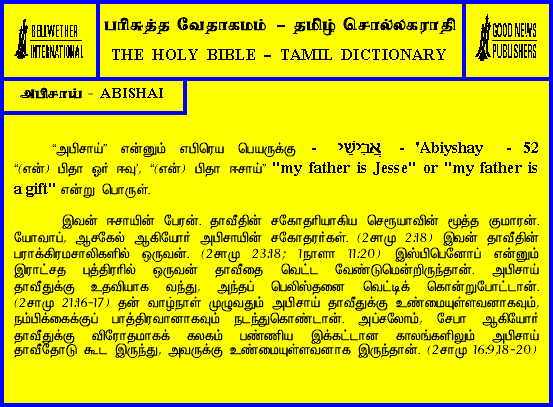 BELLWETHER
INTERNATIONAL
பரிசுத்த வேதாகமம் – தமிழ் சொல்லகராதி
THE HOLY BIBLE – TAMIL DICTIONARY
GOOD NEWS
PUBLISHERS
அபிசாய் - ABISHAI
“அபிசாய்” என்னும் எபிரெய பெயருக்கு - אֲבִישַׁי - 'Abiyshay - 52
“(என்) பிதா ஓர் ஈவு', “(என்) பிதா ஈசாய்” "my father is Jesse" or "my father is
a gift" என்று பொருள்.
இவன் ஈசாயின் பேரன். தாவீதின் சகோதரியாகிய செரூயாவின் மூத்த குமாரன்.
யோவாப், ஆசகேல் ஆகியோர் அபிசாயின் சகோதரர்கள். (2சாமு 2:18) இவன் தாவீதின்
பராக்கிரமசாலிகளில் ஒருவன். (2சாமு 23:18; 1நாளா 11:20) இஸ்பிபெனோப் என்னும்
இராட்சத புத்திரரில் ஒருவன் தாவீதை வெட்ட வேண்டுமென்றிருந்தான். அபிசாய்
தாவீதுக்கு உதவியாக வந்து, அந்தப் பெலிஸ்தனை வெட்டிக் கொன்றுபோட்டான்.
(2சாமு 21:16-17) தன் வாழ்நாள் முழுவதும் அபிசாய் தாவீதுக்கு உண்மையுள்ளவனாகவும்,
நம்பிக்கைக்குப் பாத்திரவானாகவும் நடந்துகொண்டான். அப்சலோம், சேபா ஆகியோர்
தாவீதுக்கு விரோதமாகக் கலகம் பண்ணிய இக்கட்டான காலங்களிலும் அபிசாய்
தாவீதோடு கூட இருந்து, அவருக்கு உண்மையுள்ளவனாக இருந்தான். (2சாமு 16:9,18-20)